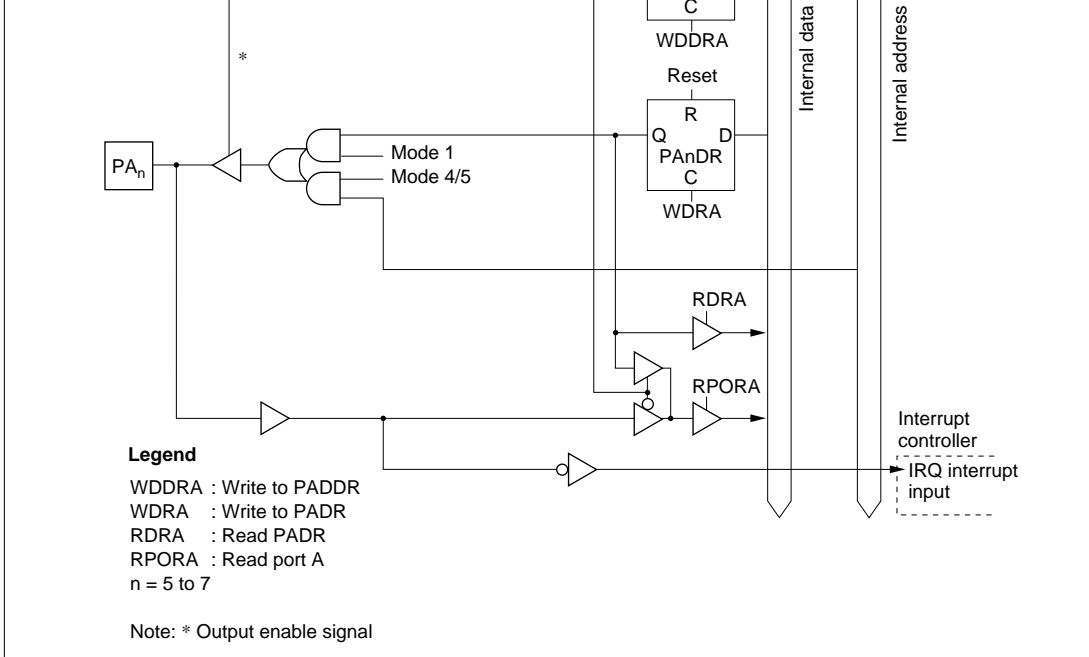 C
WDDRA
Internal data
Internal address
*
Reset
R
Q D
PAnDR
C
WDRA
PAn
Mode 1
Mode 4/5
RDRA
RPORA
Interrupt
controller
IRQ interrupt
input
Legend
WDDRA : Write to PADDR
WDRA : Write to PADR
RDRA : Read PADR
RPORA : Read port A
n = 5 to 7
Note: * Output enable signal